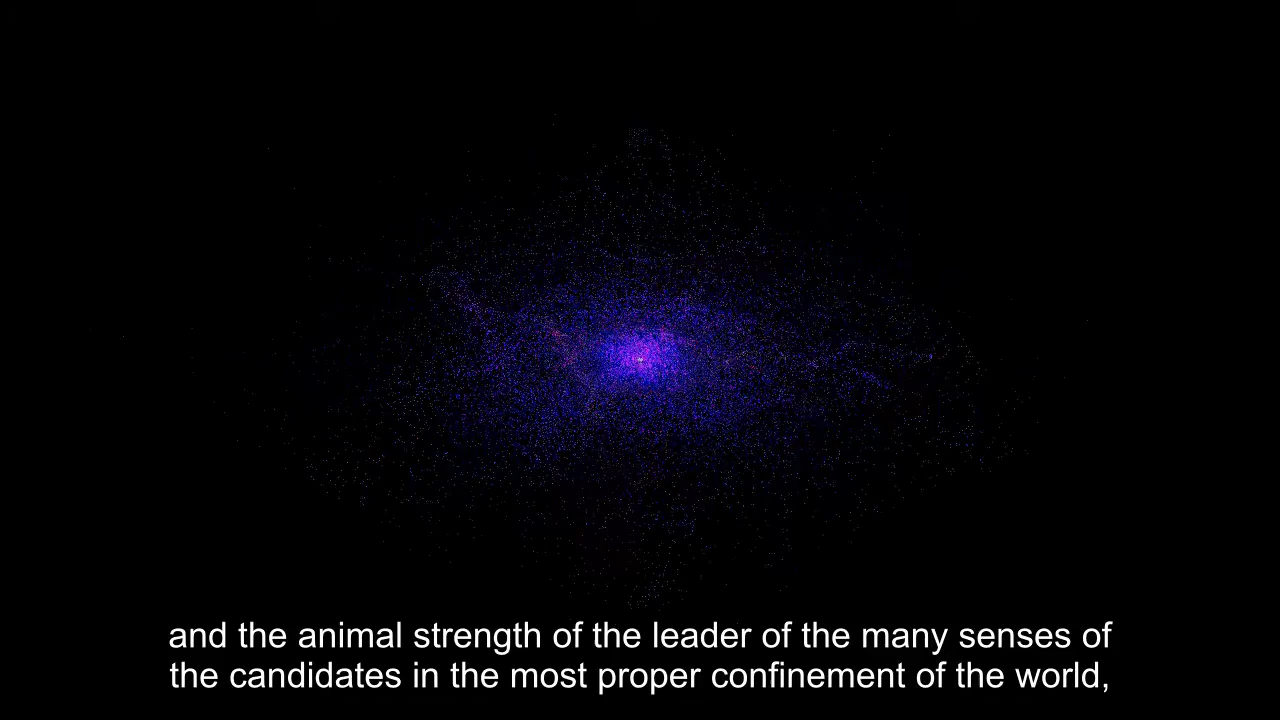 and the animal strength of the leader of the many senses of
the candidates in the most proper confinement of the world,